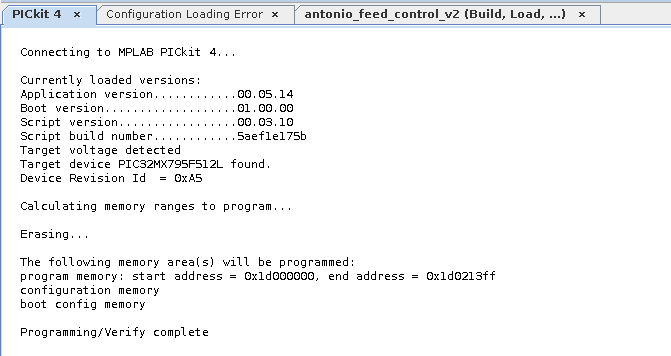 PICkit 4 × Configuration Loading Error × antonio_feed_control_v2 (Build, Load, ...) ×
Connecting to MPLAB PICkit 4...
Currently loaded versions:
Application version............00.05.14
Boot version...................01.00.00
Script version.................00.03.10
Script build number............5aef1e175b
Target voltage detected
Target device PIC32MX795F512L found.
Device Revision Id  = 0xA5
Calculating memory ranges to program...
Erasing...
The following memory area(s) will be programmed:
program memory: start address = 0x1d000000, end address = 0x1d0213ff
configuration memory
boot config memory
Programming/Verify complete